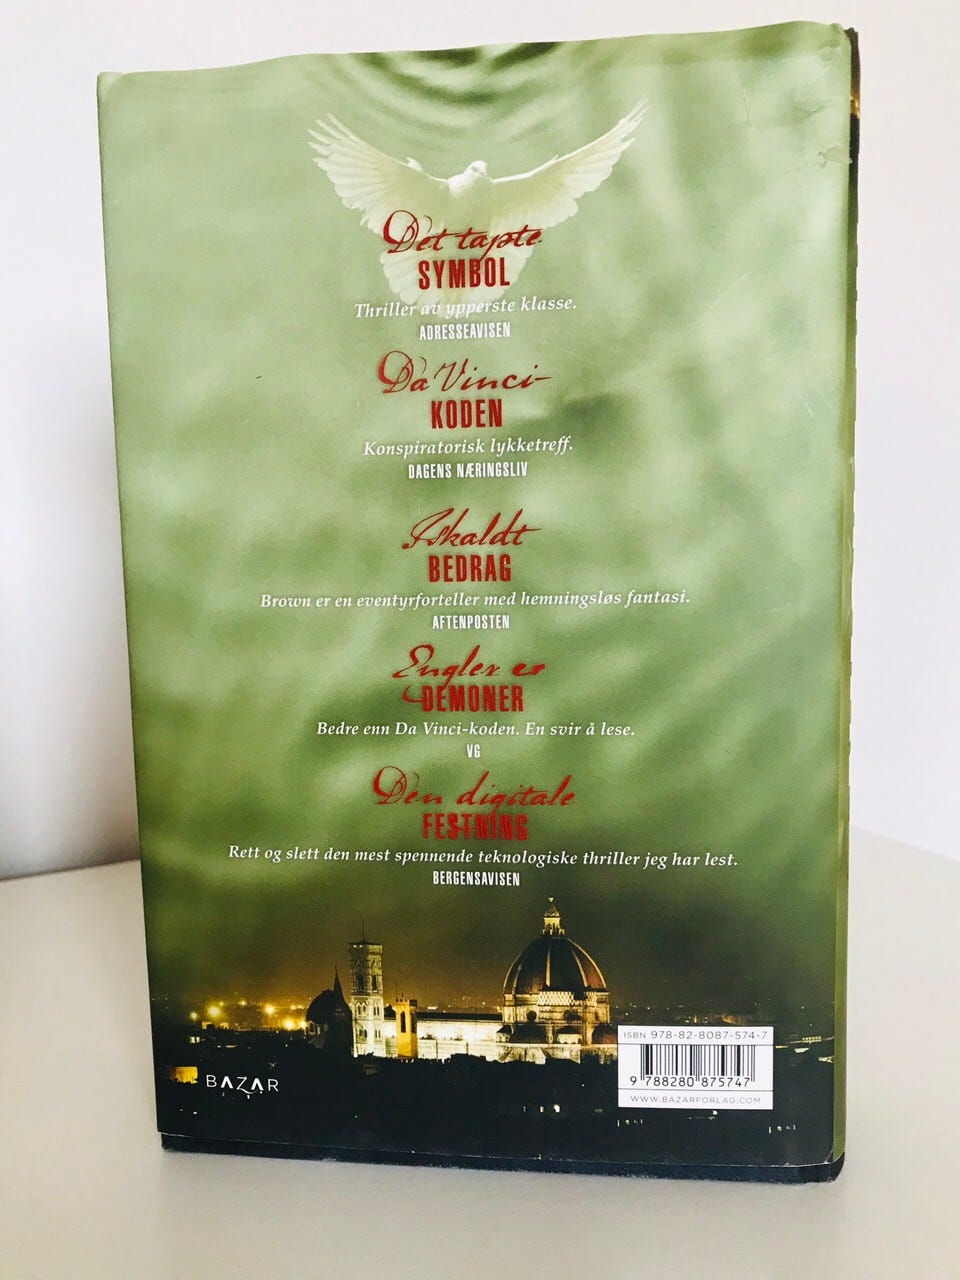 Det tapte
SYMBOL
Thriller av ypperste klasse.
ADRESSEAVISEN
Da Vinci-
KODEN
Konspiratorisk lykketreff.
DAGENS NÆRINGSLIV
Iskaldt
BEDRAG
Brown er en eventyrforteller med hemningsløs fantasi.
AFTENPOSTEN
Engler er
DEMONER
Bedre enn Da Vinci-koden. En svir å lese.
VG
Den digitale
FESTNING
Rett og slett den mest spennende teknologiske thriller jeg har lest.
BERGENSAVISEN
BAZAR
ISBN 978-82-8087-574-7
9 788280 875747
WWW.BAZARFORLAG.COM